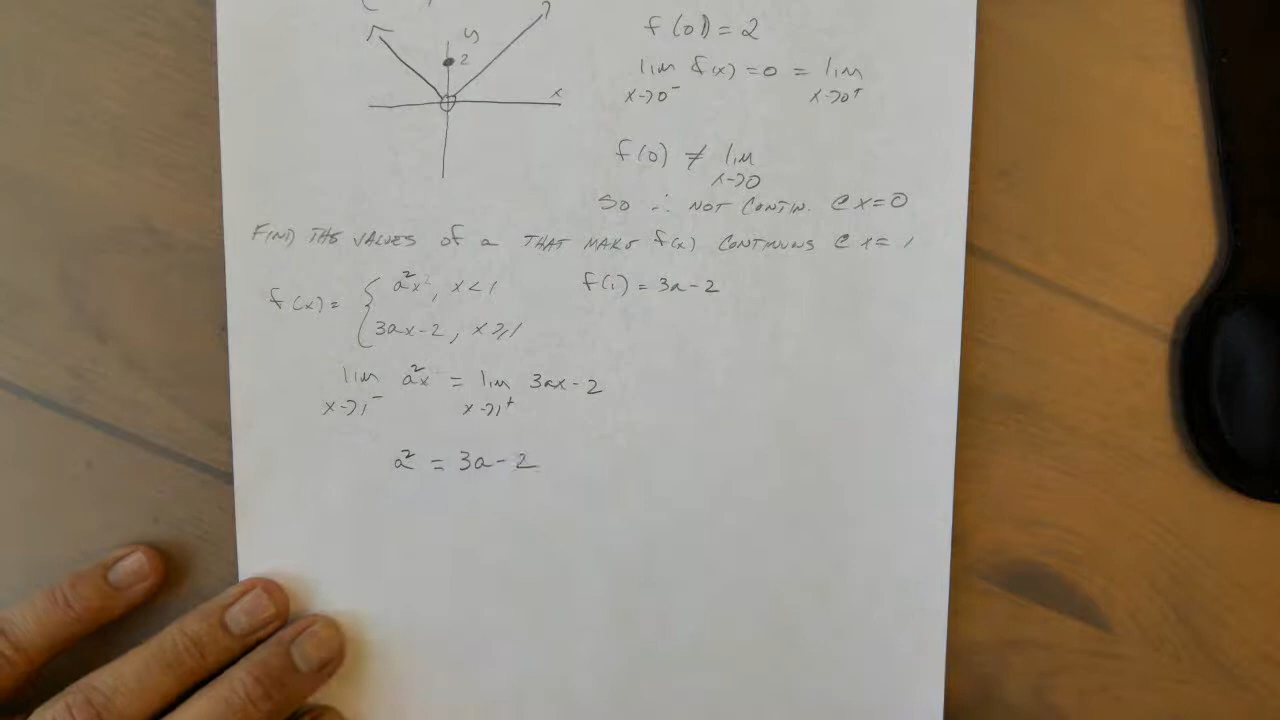 y
2
x
f(0) = 2
lim f(x) = 0 = lim
x→0⁻ x→0⁺
f(0) ≠ lim
x→0
SO ∴ NOT CONTIN. @ x=0
FIND THE VALUES of a THAT MAKE f(x) CONTINUNS @ x = 1
f(x) = { a²x², x<1
3ax-2, x≥1
f(1) = 3a-2
lim a²x = lim 3ax-2
x→1⁻ x→1⁺
a² = 3a-2